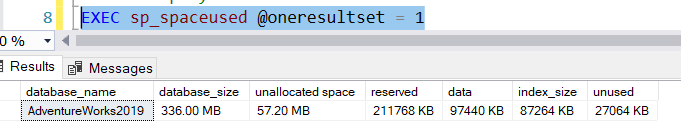 8 EXEC sp_spaceused @oneresultset = 1
0 %
Results Messages
database_name database_size unallocated space reserved data index_size unused
AdventureWorks2019 336.00 MB 57.20 MB 211768 KB 97440 KB 87264 KB 27064 KB